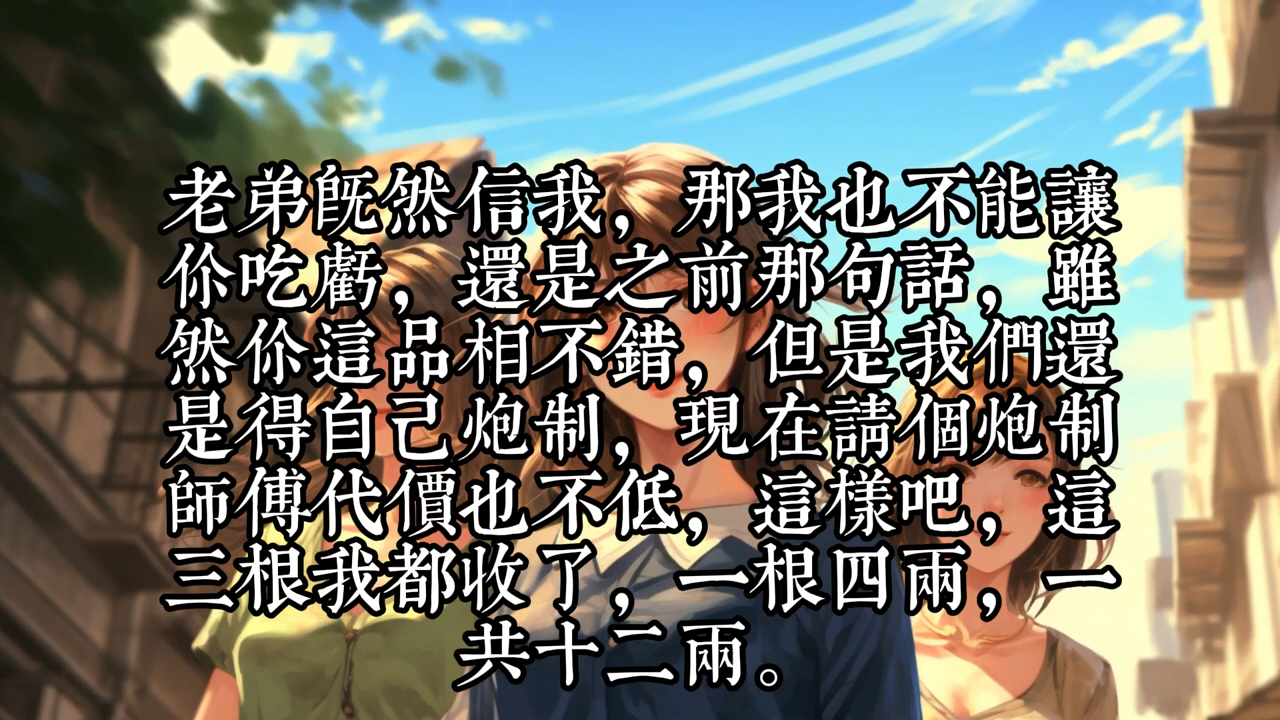 老弟既然信我，那我也不能讓
你吃虧，還是之前那句話，雖
然你這品相不錯，但是我們還
是得自己炮制，現在請個炮制
師傅代價也不低，這樣吧，這
三根我都收了，一根四兩，一
共十二兩。